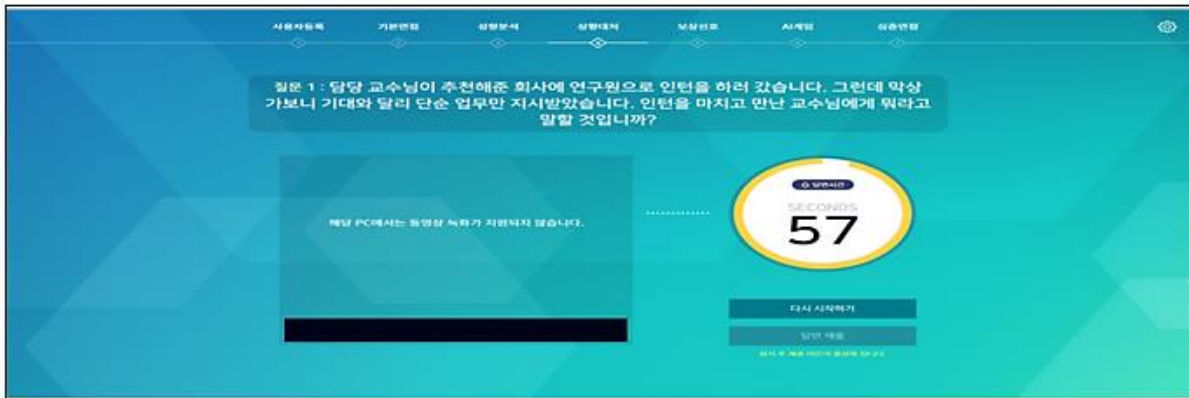 사용자등록 기본면접 성향분석 상황대처 보상선호 AI게임 심층면접
질문 1 : 담당 교수님이 추천해준 회사에 연구원으로 인턴을 하러 갔습니다. 그런데 막상
가보니 기대와 달리 단순 업무만 지시받았습니다. 인턴을 마치고 만난 교수님에게 뭐라고
말할 것입니까?
해당 PC에서는 동영상 녹화가 지원되지 않습니다.
답변시간
SECONDS
57
다시 시작하기
답변 제출